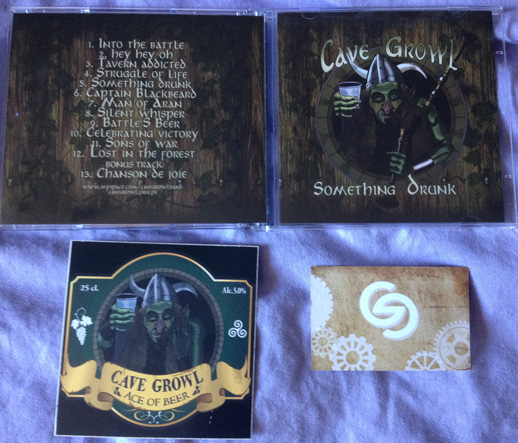 1. Into the battle
2. hey hey oh
3. Tavern addicted
4. Struggle of Life
5. Something drunk
6. Captain Blackbeard
7. Man of Aran
8. Silent whisper
9. Battle's Beer
10. Celebrating victory
11. Sons of war
12. Lost in the forest
bonus track
13. Chanson de joie
Cave Growl
Something Drunk
25 cl.
Alc.5.0%
CAVE GROWL
ACE OF BEER